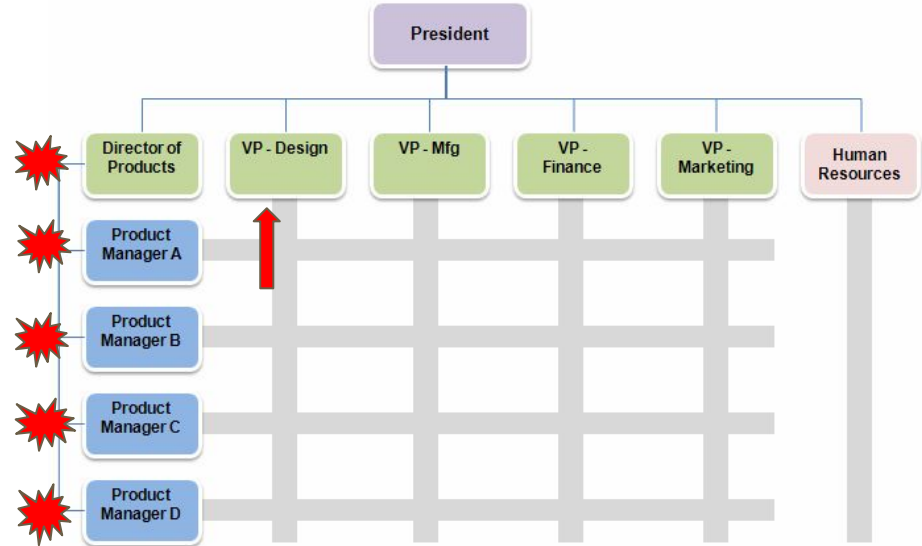 President
Director of
Products
VP - Design
VP - Mfg
VP -
Finance
VP -
Marketing
Human
Resources
Product
Manager A
Product
Manager B
Product
Manager C
Product
Manager D